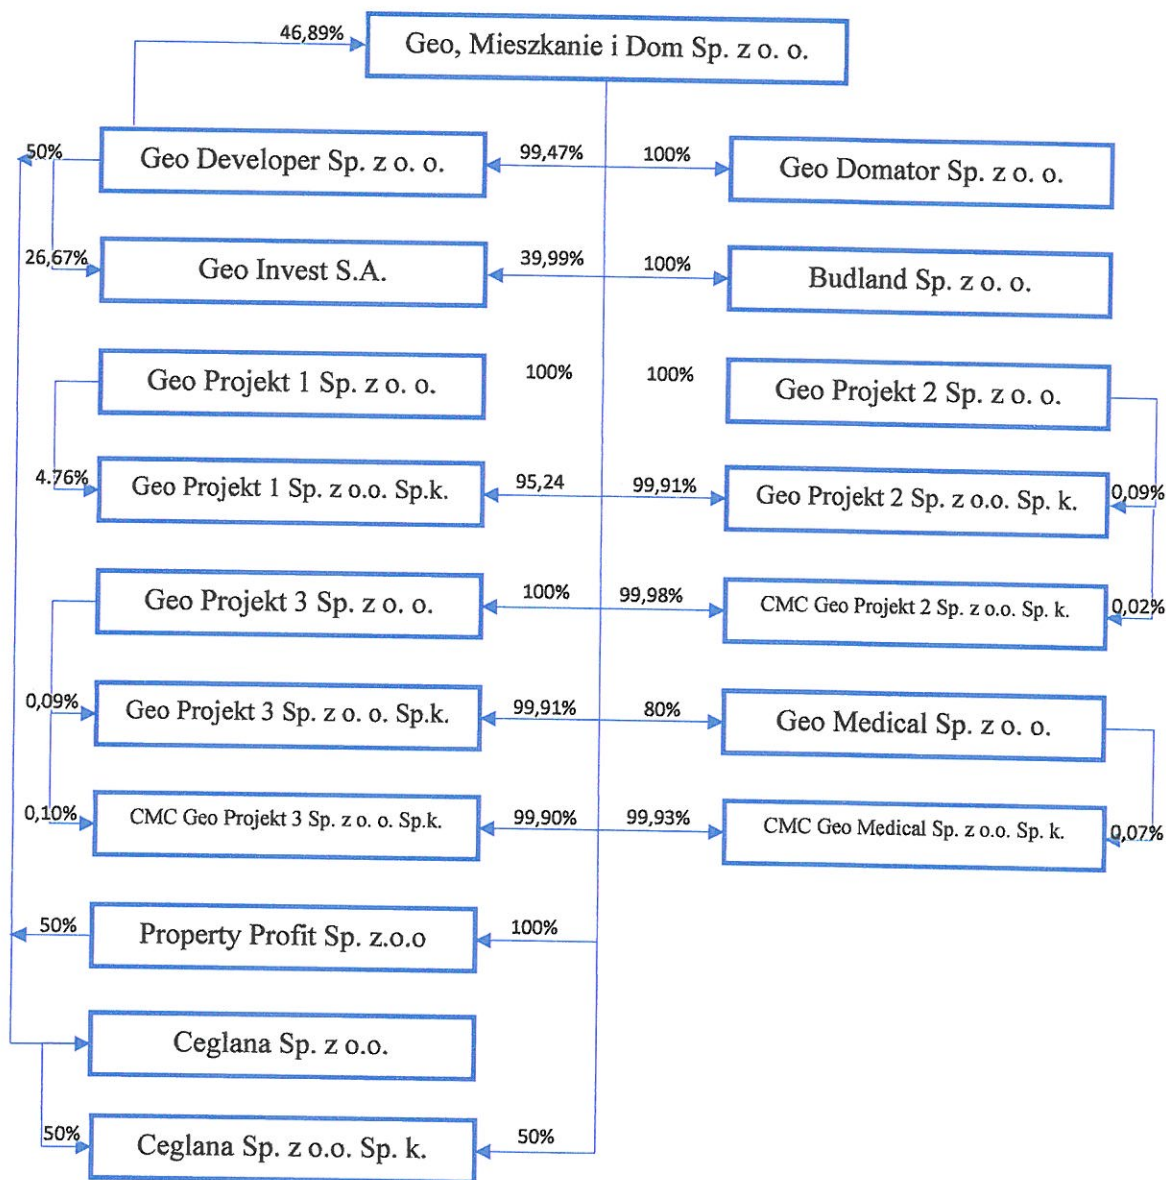 46,89%
Geo, Mieszkanie i Dom Sp. z o. o.
50%
Geo Developer Sp. z o. o.
99,47%
100%
Geo Domator Sp. z o. o.
26,67%
Geo Invest S.A.
39,99%
100%
Budland Sp. z o. o.
Geo Projekt 1 Sp. z o. o.
100%
100%
Geo Projekt 2 Sp. z o. o.
4.76%
Geo Projekt 1 Sp. z o.o. Sp.k.
95,24
99,91%
Geo Projekt 2 Sp. z o.o. Sp. k.
0,09%
Geo Projekt 3 Sp. z o. o.
100%
99,98%
CMC Geo Projekt 2 Sp. z o.o. Sp. k.
0,02%
0,09%
Geo Projekt 3 Sp. z o. o. Sp.k.
99,91%
80%
Geo Medical Sp. z o. o.
0,10%
CMC Geo Projekt 3 Sp. z o. o. Sp.k.
99,90%
99,93%
CMC Geo Medical Sp. z o.o. Sp. k.
0,07%
50%
Property Profit Sp. z.o.o
100%
Ceglana Sp. z o.o.
50%
Ceglana Sp. z o.o. Sp. k.
50%